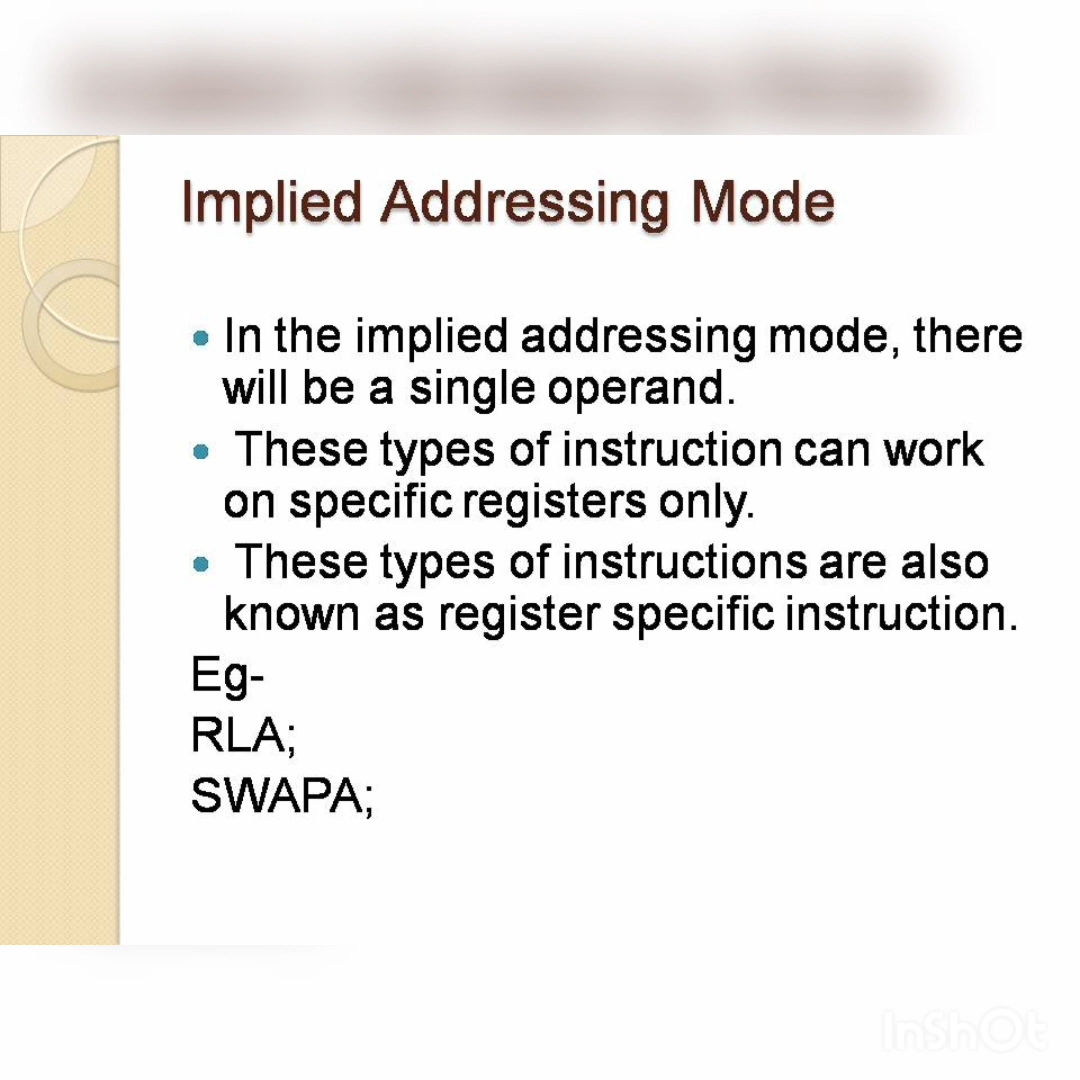 Implied Addressing Mode
• In the implied addressing mode, there
will be a single operand.
• These types of instruction can work
on specific registers only.
• These types of instructions are also
known as register specific instruction.
Eg-
RLA;
SWAPA;
InShOt